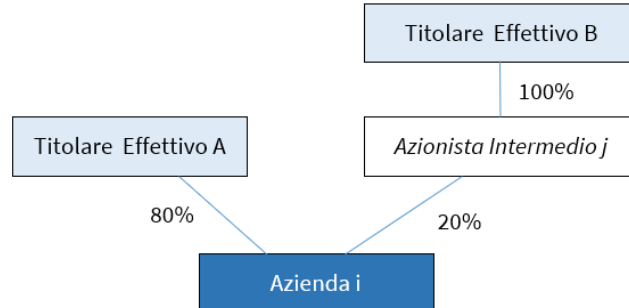 Titolare Effettivo B
100%
Titolare Effettivo A
Azionista Intermedio j
80%
20%
Azienda i